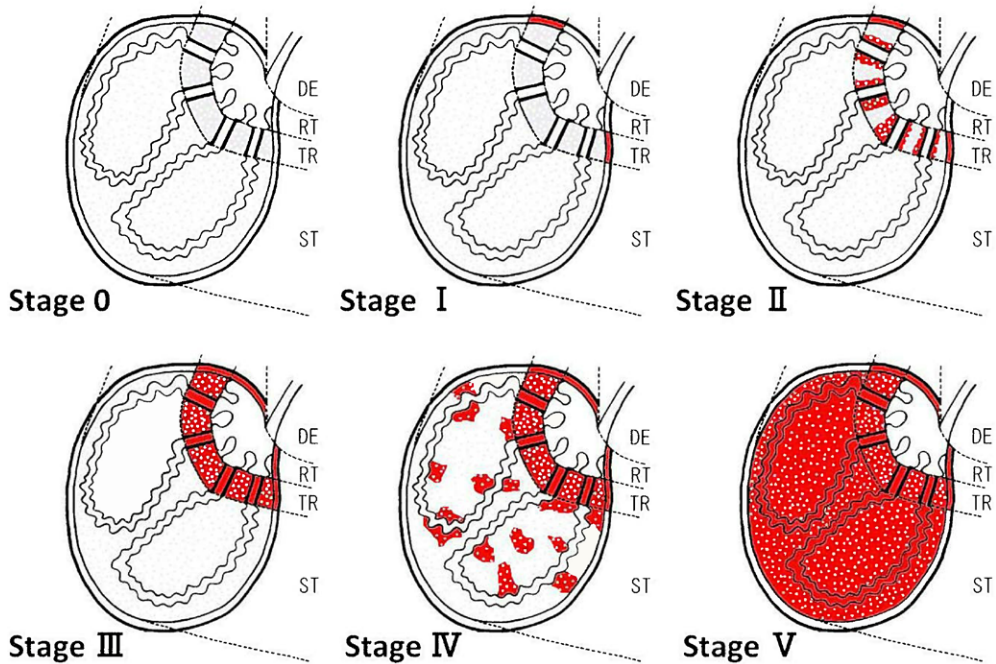 DE
RT
TR
ST
Stage 0
DE
RT
TR
ST
Stage Ⅰ
DE
RT
TR
ST
Stage Ⅱ
DE
RT
TR
ST
Stage Ⅲ
DE
RT
TR
ST
Stage Ⅳ
DE
RT
TR
ST
Stage Ⅴ